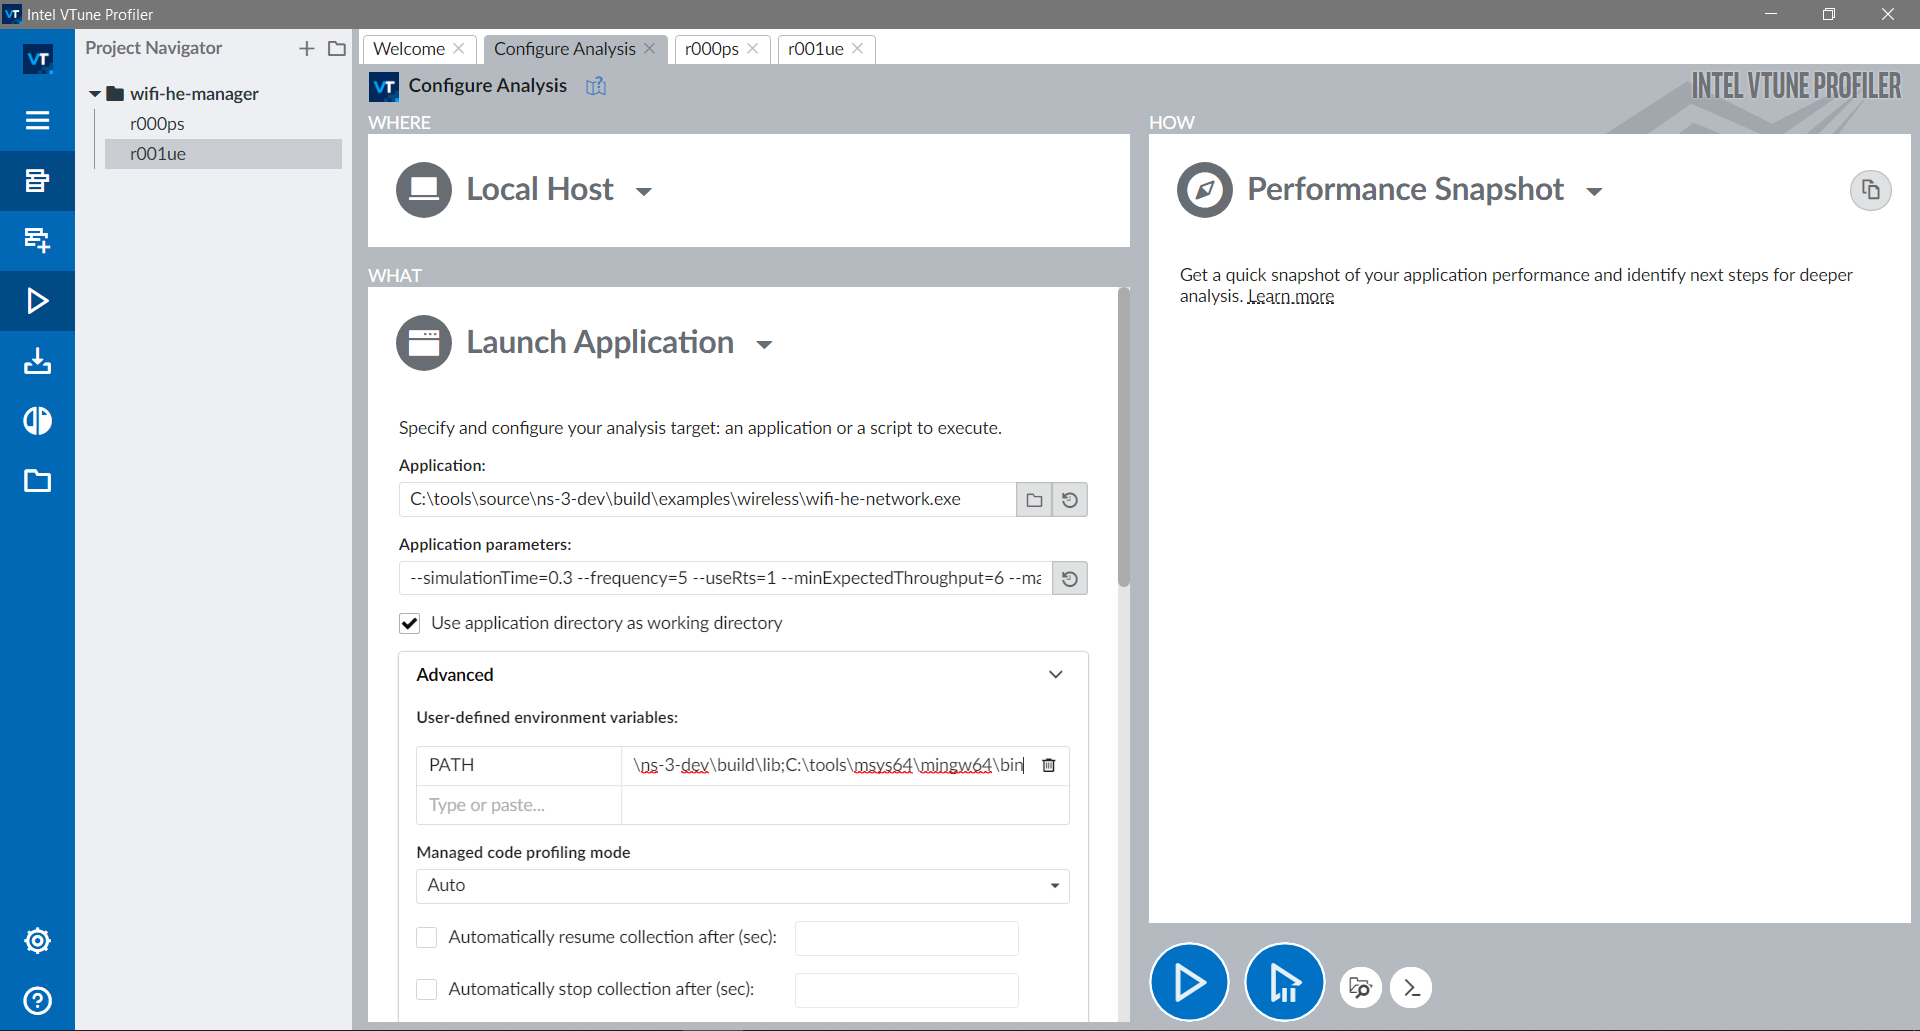 VT Intel VTune Profiler
VT
Project Navigator
wifi-he-manager
r000ps
r001ue
Welcome
Configure Analysis
r000ps
r001ue
VT Configure Analysis
INTEL VTUNE PROFILER
WHERE
Local Host
WHAT
Launch Application
Specify and configure your analysis target: an application or a script to execute.
Application:
C:\tools\source\ns-3-dev\build\examples\wireless\wifi-he-network.exe
Application parameters:
--simulationTime=0.3 --frequency=5 --useRts=1 --minExpectedThroughput=6 --ma
Use application directory as working directory
Advanced
User-defined environment variables:
PATH \ns-3-dev\build\lib;C:\tools\msys64\mingw64\bin
Type or paste...
Managed code profiling mode
Auto
Automatically resume collection after (sec):
Automatically stop collection after (sec):
HOW
Performance Snapshot
Get a quick snapshot of your application performance and identify next steps for deeper
analysis. Learn more